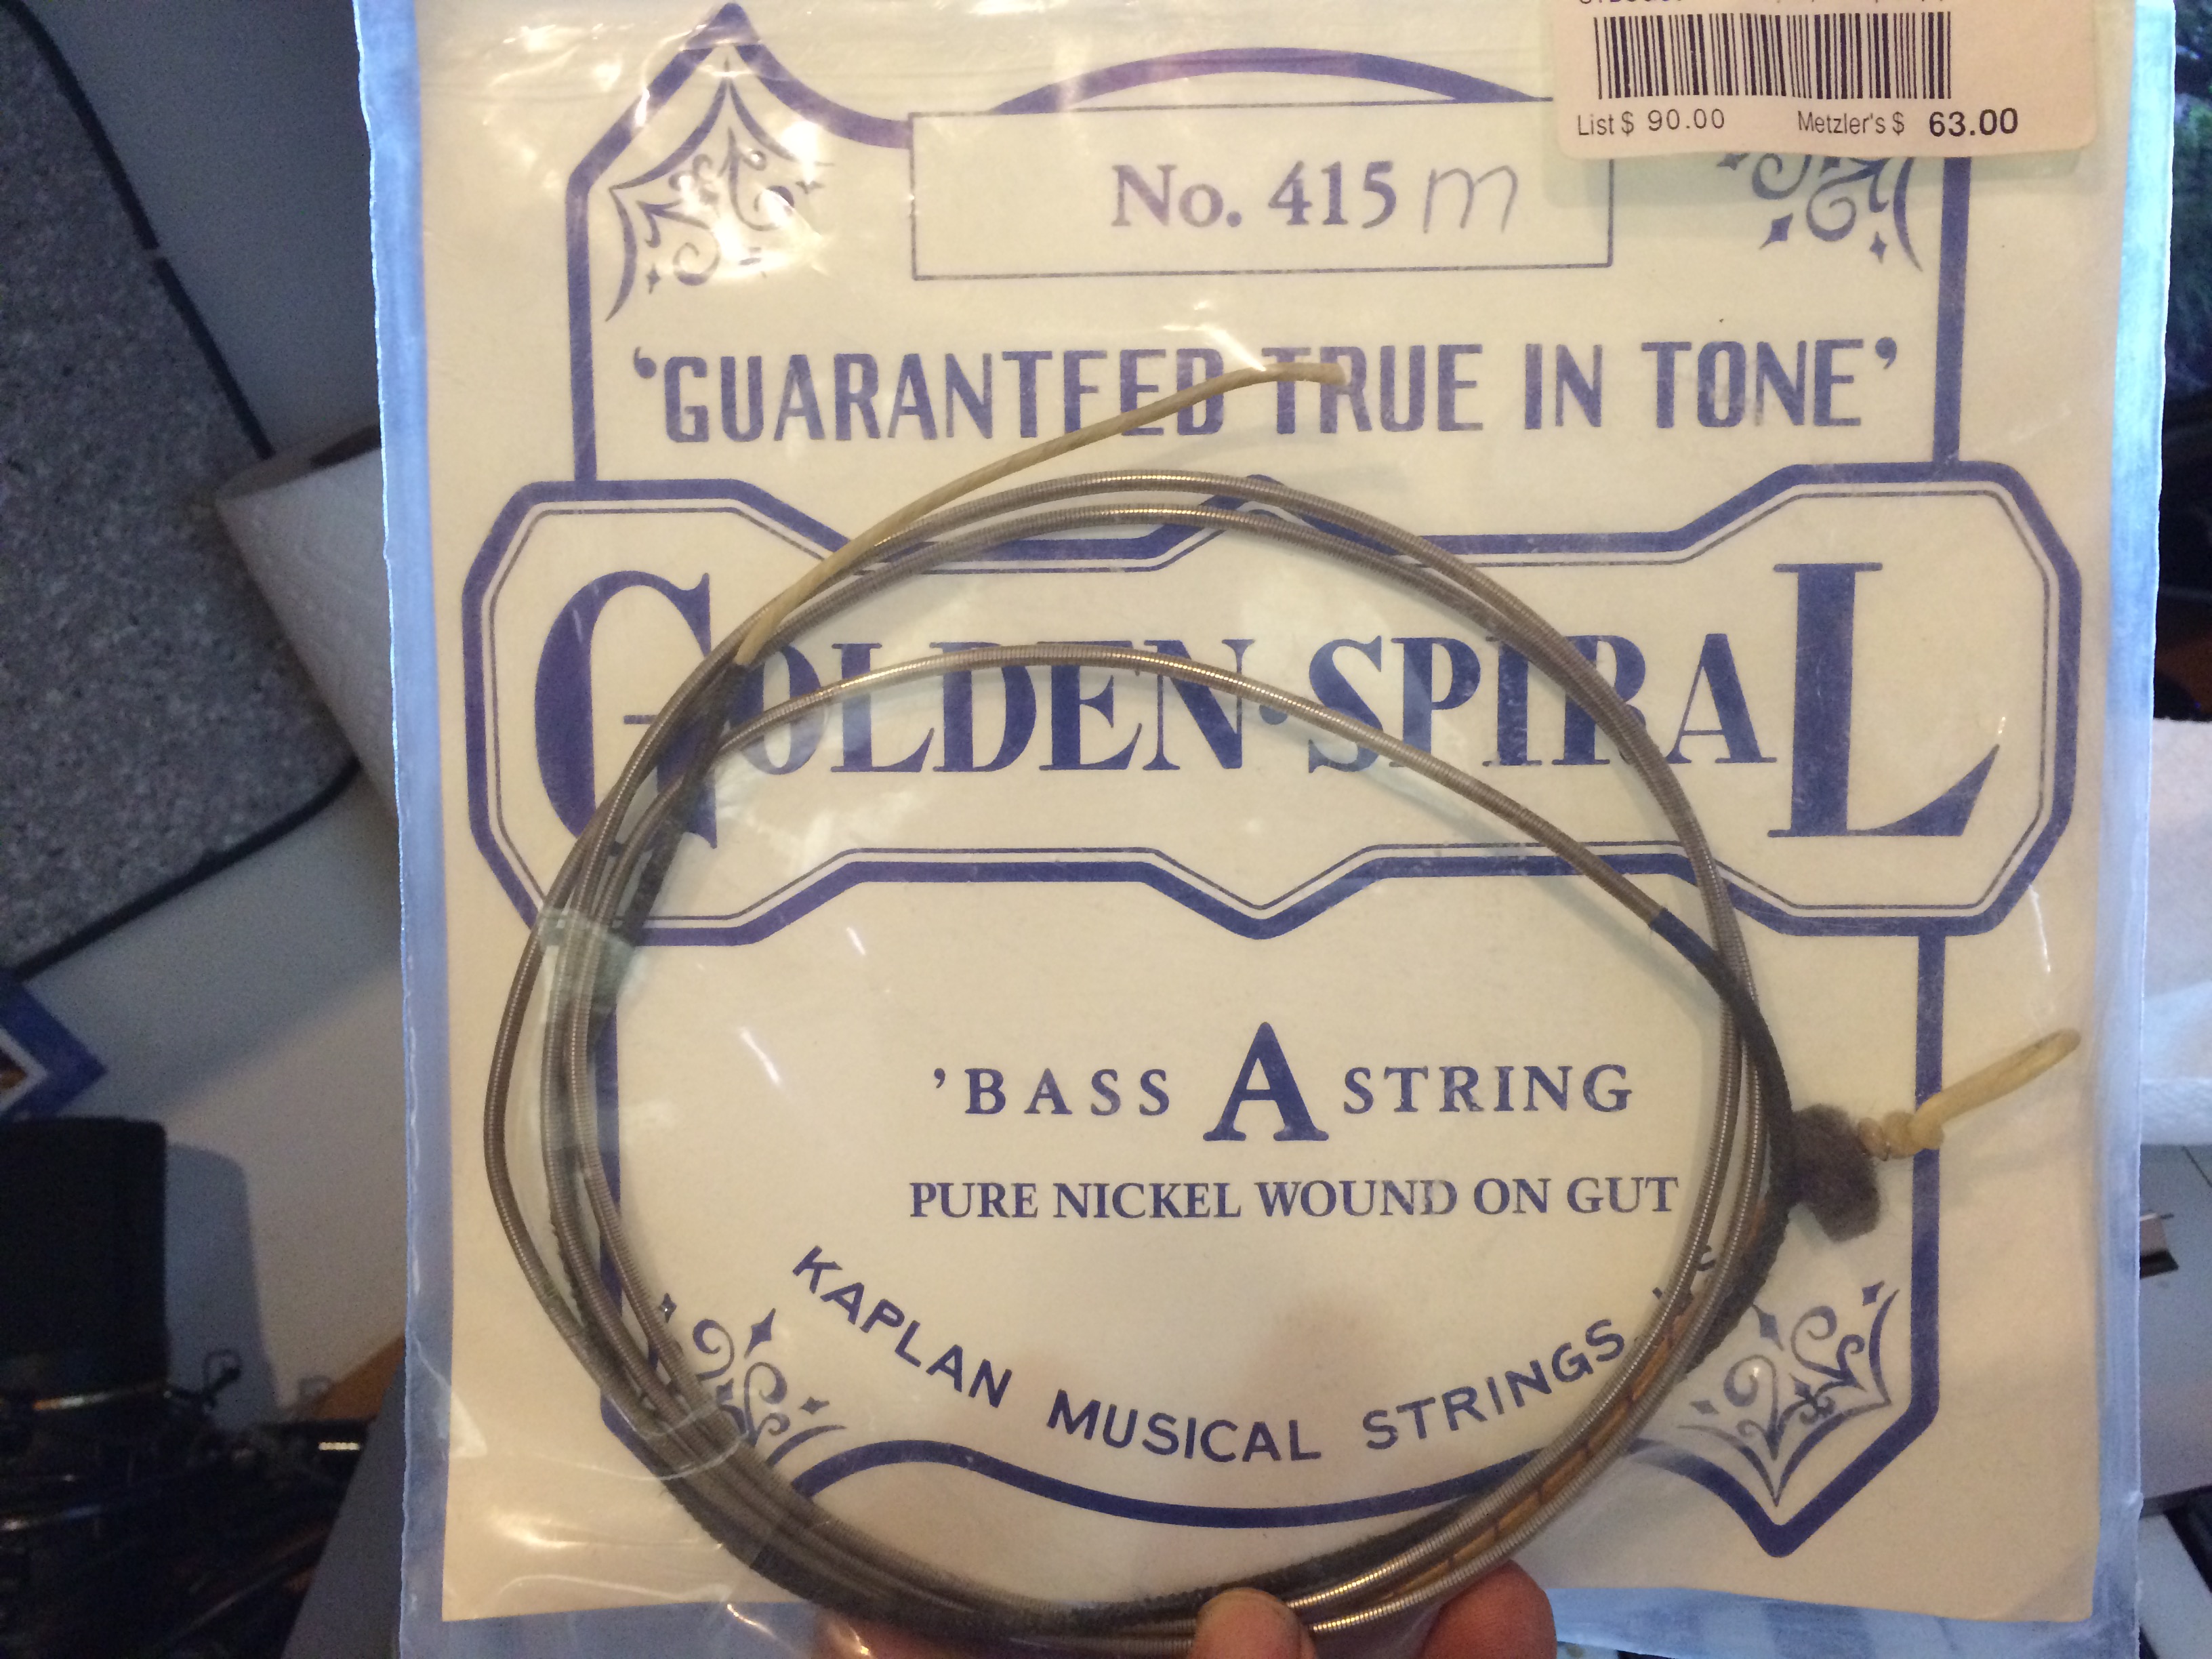 List $ 90.00 Metzler's $ 63.00
No. 415 m
‘GUARANTEED TRUE IN TONE’
GOLDEN·SPIRAL
’BASS A STRING
PURE NICKEL WOUND ON GUT
KAPLAN MUSICAL STRINGS